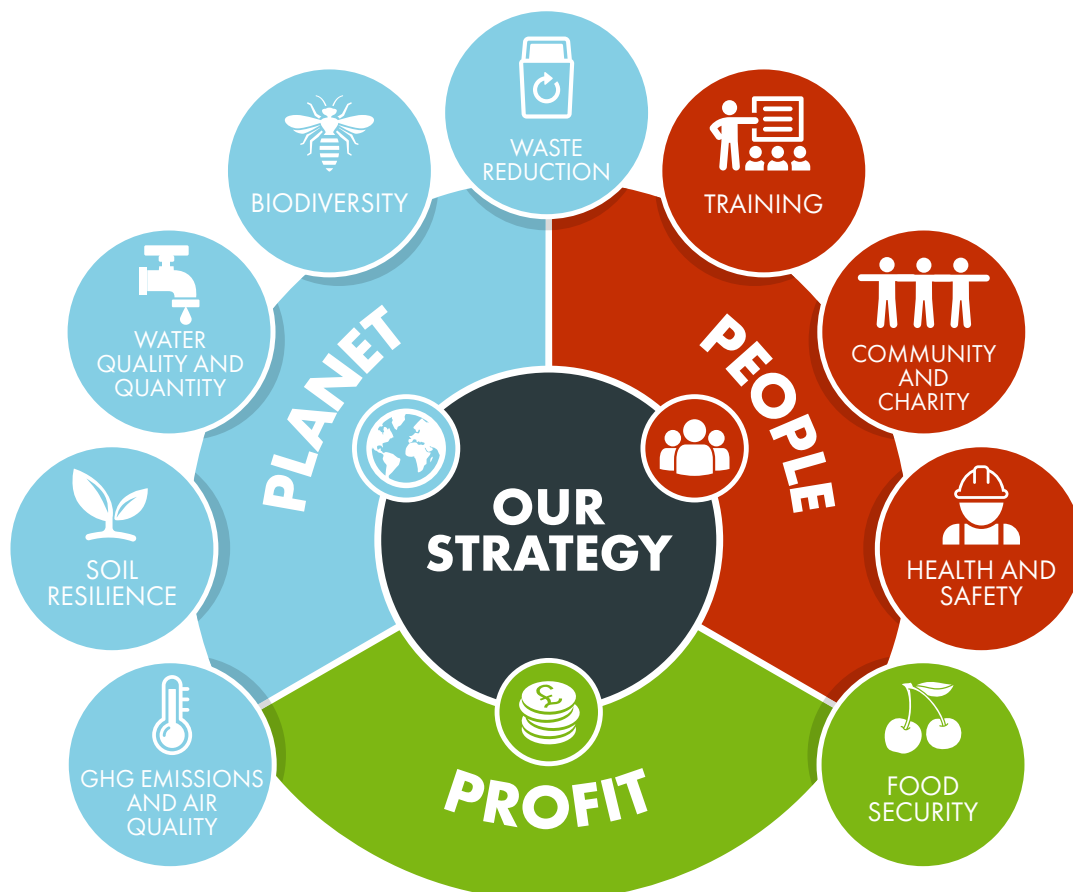 WASTE
REDUCTION
BIODIVERSITY
TRAINING
WATER
QUALITY AND
QUANTITY
COMMUNITY
AND
CHARITY
PLANET
PEOPLE
OUR
STRATEGY
SOIL
RESILIENCE
HEALTH AND
SAFETY
GHG EMISSIONS
AND AIR
QUALITY
£
PROFIT
FOOD
SECURITY